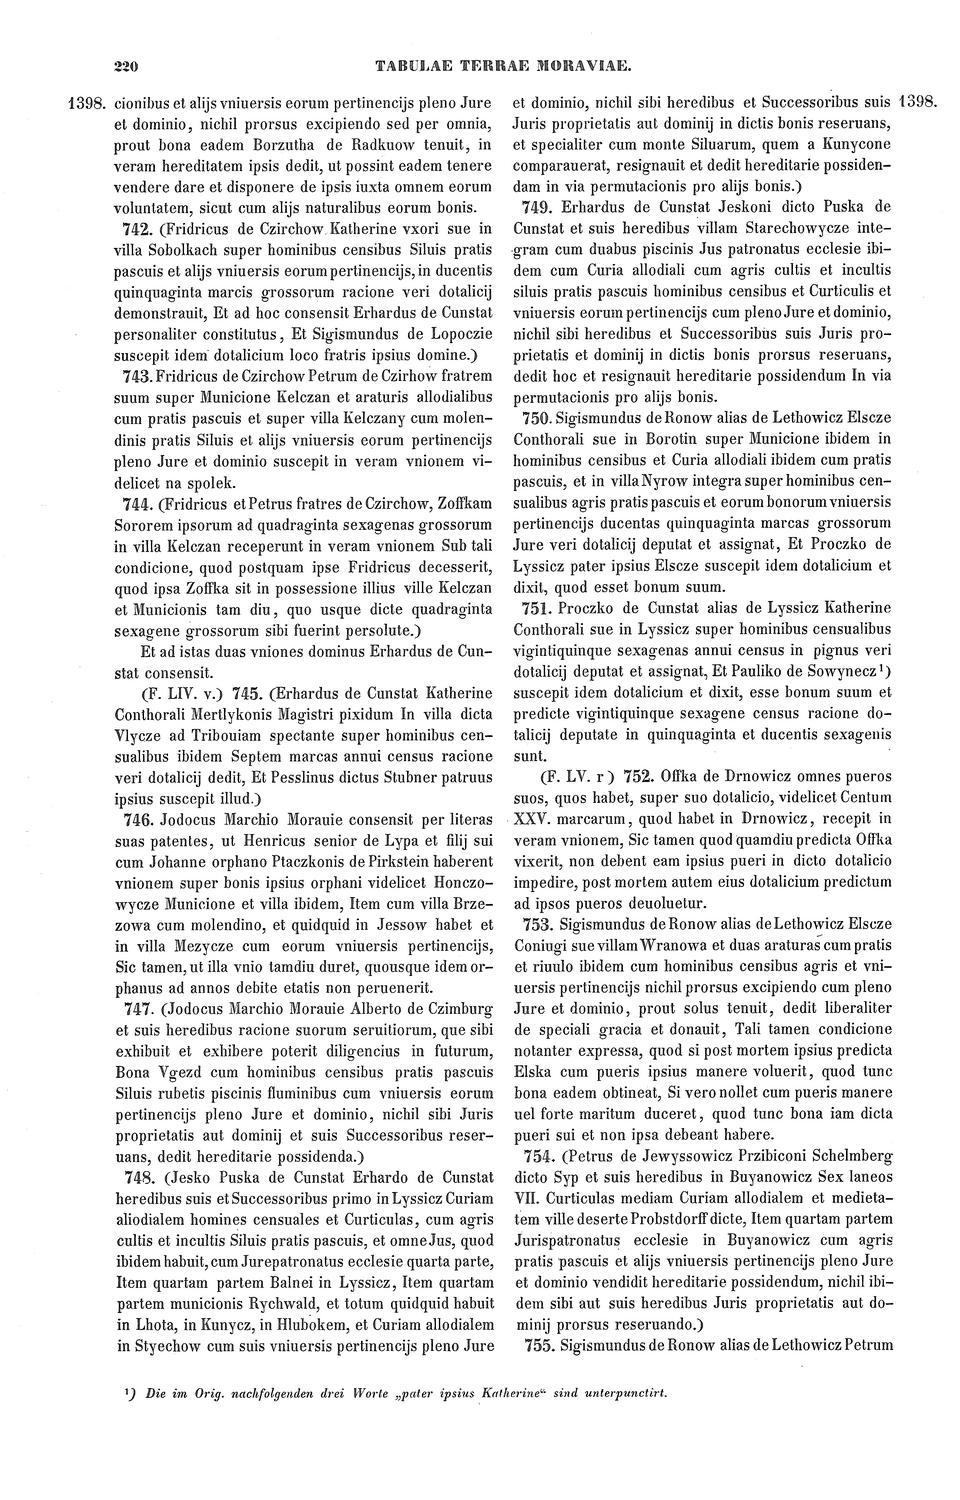 220
TABULAE TERRAE MORAVIAE.
1398. cionibus et alijs vniuersis eorum pertinencijs pleno Jure
et dominio, nichil prorsus excipiendo sed per omnia,
prout bona eadem Borzutha de Radkuow tenuit, in
veram hereditatem ipsis dedit, ut possint eadem tenere
vendere dare et disponere de ipsis iuxta omnem eorum
voluntatem, sicut cum alijs naturalibus eorum bonis.
742. (Fridricus de Czirchow Katherine vxori sue in
villa Sobolkach super hominibus censibus Siluis pratis
pascuis et alijs vniuersis eorum pertinencijs, in ducentis
quinquaginta marcis grossorum racione veri dotalicij
demonstrauit, Et ad hoc consensit Erhardus de Cunstat
personaliter constitutus, Et Sigismundus de Lopoczie
suscepit idem dotalicium loco fratris ipsius domine.)
743. Fridricus de Czirchow Petrum de Czirhow fratrem
suum super Municione Kelczan et araturis allodialibus
cum pratis pascuis et super villa Kelczany cum molen-
dinis pratis Siluis et alijs vniuersis eorum pertinencijs
pleno Jure et dominio suscepit in veram vnionem vi-
delicet na spolek.
744. (Fridricus et Petrus fratres de Czirchow, Zoffkam
Sororem ipsorum ad quadraginta sexagenas grossorum
in villa Kelczan receperunt in veram vnionem Sub tali
condicione, quod postquam ipse Fridricus decesserit,
quod ipsa Zoffka sit in possessione illius ville Kelczan
et Municionis tam diu, quo usque dicte quadraginta
sexagene grossorum sibi fuerint persolute.)
Et ad istas duas vniones dominus Erhardus de Cun-
stat consensit.
(F. LIV. v.) 745. (Erhardus de Cunstat Katherine
Conthorali Mertlykonis Magistri pixidum In villa dicta
Vlycze ad Tribouiam spectante super hominibus cen-
sualibus ibidem Septem marcas annui census racione
veri dotalicij dedit, Et Pesslinus dictus Stubner patruus
ipsius suscepit illud.)
746. Jodocus Marchio Morauie consensit per literas
suas patentes, ut Henricus senior de Lypa et filij sui
cum Johanne orphano Ptaczkonis de Pirkstein haberent
vnionem super bonis ipsius orphani videlicet Honczo-
wycze Municione et villa ibidem, Item cum villa Brze-
zowa cum molendino, et quidquid in Jessow habet et
in villa Mezycze cum eorum vniuersis pertinencijs,
Sic tamen, ut illa vnio tamdiu duret, quousque idem or-
phanus ad annos debite etatis non peruenerit.
747. (Jodocus Marchio Morauie Alberto de Czimburg
et suis heredibus racione suorum seruitiorum, que sibi
exhibuit et exhibere poterit diligencius in futurum,
Bona Vgezd cum hominibus censibus pratis pascuis
Siluis rubetis piscinis fluminibus cum vniuersis eorum
pertinencijs pleno Jure et dominio, nichil sibi Juris
proprietatis aut dominij et suis Successoribus reser-
uans, dedit hereditarie possidenda.)
748. (Jesko Puska de Cunstat Erhardo de Cunstat
heredibus suis et Successoribus primo in Lyssicz Curiam
aliodialem homines censuales et Curticulas, cum agris
cultis et incultis Siluis pratis pascuis, et omne Jus, quod
ibidem habuit, cum Jurepatronatus ecclesie quarta parte,
Item quartam partem Balnei in Lyssicz, Item quartam
partem municionis Rychwald, et totum quidquid habuit
in Lhota, in Kunycz, in Hlubokem, et Curiam allodialem
in Styechow cum suis vniuersis pertinencijs pleno Jure
et dominio, nichil sibi heredibus et Successoribus suis 1398.
Juris proprietatis aut dominij in dictis bonis reseruans,
et specialiter cum monte Siluarum, quem a Kunycone
comparauerat, resignauit et dedit hereditarie possiden-
dam in via permutacionis pro alijs bonis.)
749. Erhardus de Cunstat Jeskoni dicto Puska de
Cunstat et suis heredibus villam Starechowycze inte-
gram cum duabus piscinis Jus patronatus ecclesie ibi-
dem cum Curia allodiali cum agris cultis et incultis
siluis pratis pascuis hominibus censibus et Curticulis et
vniuersis eorum pertinencijs cum pleno Jure et dominio,
nichil sibi heredibus et Successoribus suis Juris pro-
prietatis et dominij in dictis bonis prorsus reseruans,
dedit hoc et resignauit hereditarie possidendum In via
permutacionis pro alijs bonis.
750. Sigismundus de Ronow alias de Lethowicz Elscze
Conthorali sue in Borotin super Municione ibidem in
hominibus censibus et Curia allodiali ibidem cum pratis
pascuis, et in villa Nyrow integra super hominibus cen-
sualibus agris pratis pascuis et eorum bonorum vniuersis
pertinencijs ducentas quinquaginta marcas grossorum
Jure veri dotalicij deputat et assignat, Et Proczko de
Lyssicz pater ipsius Elscze suscepit idem dotalicium et
dixit, quod esset bonum suum.
751. Proczko de Cunstat alias de Lyssicz Katherine
Conthorali sue in Lyssicz super hominibus censualibus
vigintiquinque sexagenas annui census in pignus veri
dotalicij deputat et assignat, Et Pauliko de Sowynecz¹)
suscepit idem dotalicium et dixit, esse bonum suum et
predicte vigintiquinque sexagene census racione do-
talicij deputate in quinquaginta et ducentis sexagenis
sunt.
(F. LV. r) 752. Offka de Drnowicz omnes pueros
suos, quos habet, super suo dotalicio, videlicet Centum
XXV. marcarum, quod habet in Drnowicz, recepit in
veram vnionem, Sic tamen quod quamdiu predicta Offka
vixerit, non debent eam ipsius pueri in dicto dotalicio
impedire, post mortem autem eius dotalicium predictum
ad ipsos pueros deuoluetur.
753. Sigismundus de Ronow alias de Lethowicz Elscze
Coniugi sue villam Wranowa et duas araturas cum pratis
et riuulo ibidem cum hominibus censibus agris et vni-
uersis pertinencijs nichil prorsus excipiendo cum pleno
Jure et dominio, prout solus tenuit, dedit liberaliter
de speciali gracia et donauit, Tali tamen condicione
notanter expressa, quod si post mortem ipsius predicta
Elska cum pueris ipsius manere voluerit, quod tunc
bona eadem obtineat, Si vero nollet cum pueris manere
uel forte maritum duceret, quod tunc bona iam dicta
pueri sui et non ipsa debeant habere.
754. (Petrus de Jewyssowicz Przibiconi Schelmberg
dicto Syp et suis heredibus in Buyanowicz Sex laneos
VII. Curticulas mediam Curiam allodialem et medieta-
tem ville deserte Probstdorff dicte, Item quartam partem
Jurispatronatus ecclesie in Buyanowicz cum agris
pratis pascuis et alijs vniuersis pertinencijs pleno Jure
et dominio vendidit hereditarie possidendum, nichil ibi-
dem sibi aut suis heredibus Juris proprietatis aut do-
minij prorsus reseruando.)
755. Sigismundus de Ronow alias de Lethowicz Petrum
¹) Die im Orig. nachfolgenden drei Worte „pater ipsius Katherine“ sind unterpunctirt.